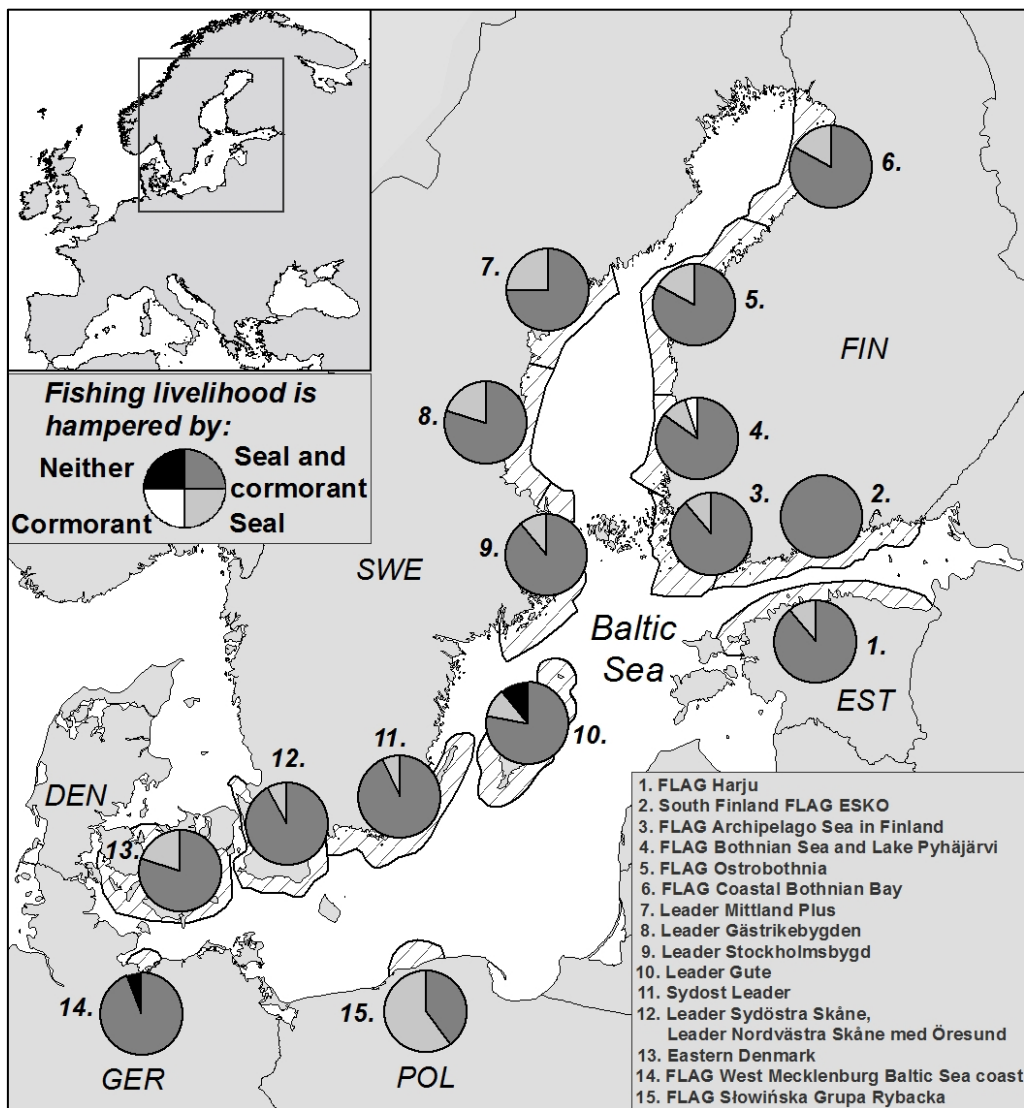 6.
7.
5.
FIN
Fishing livelihood is
hampered by:
Neither
Seal and
cormorant
Cormorant
Seal
8.
4.
3.
2.
9.
SWE
Baltic
Sea
1.
EST
10.
11.
12.
DEN
13.
14.
15.
GER
POL
1. FLAG Harju
2. South Finland FLAG ESKO
3. FLAG Archipelago Sea in Finland
4. FLAG Bothnian Sea and Lake Pyhäjärvi
5. FLAG Ostrobothnia
6. FLAG Coastal Bothnian Bay
7. Leader Mittland Plus
8. Leader Gästrikebygden
9. Leader Stockholmsbygd
10. Leader Gute
11. Sydost Leader
12. Leader Sydöstra Skåne,
Leader Nordvästra Skåne med Öresund
13. Eastern Denmark
14. FLAG West Mecklenburg Baltic Sea coast
15. FLAG Słowińska Grupa Rybacka